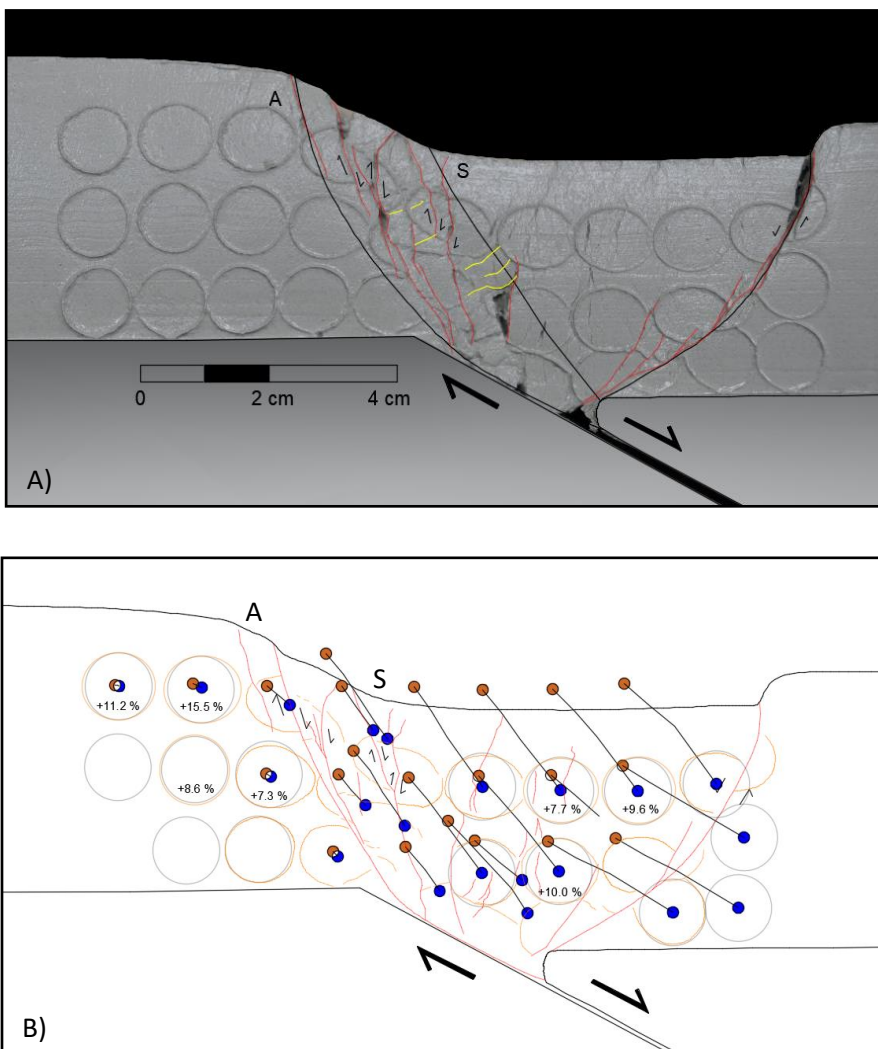 A
S
0
2 cm
4 cm
A)
A
S
+11.2 %
+15.5 %
+8.6 %
+7.3 %
+7.7 %
+9.6 %
+10.0 %
B)